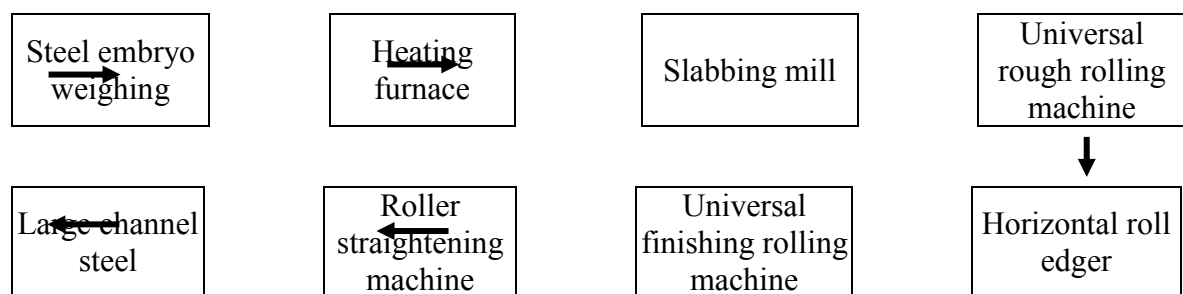 Steel embryo
weighing
Heating
furnace
Slabbing mill
Universal
rough rolling
machine
Large channel
steel
Roller
straightening
machine
Universal
finishing rolling
machine
Horizontal roll
edger